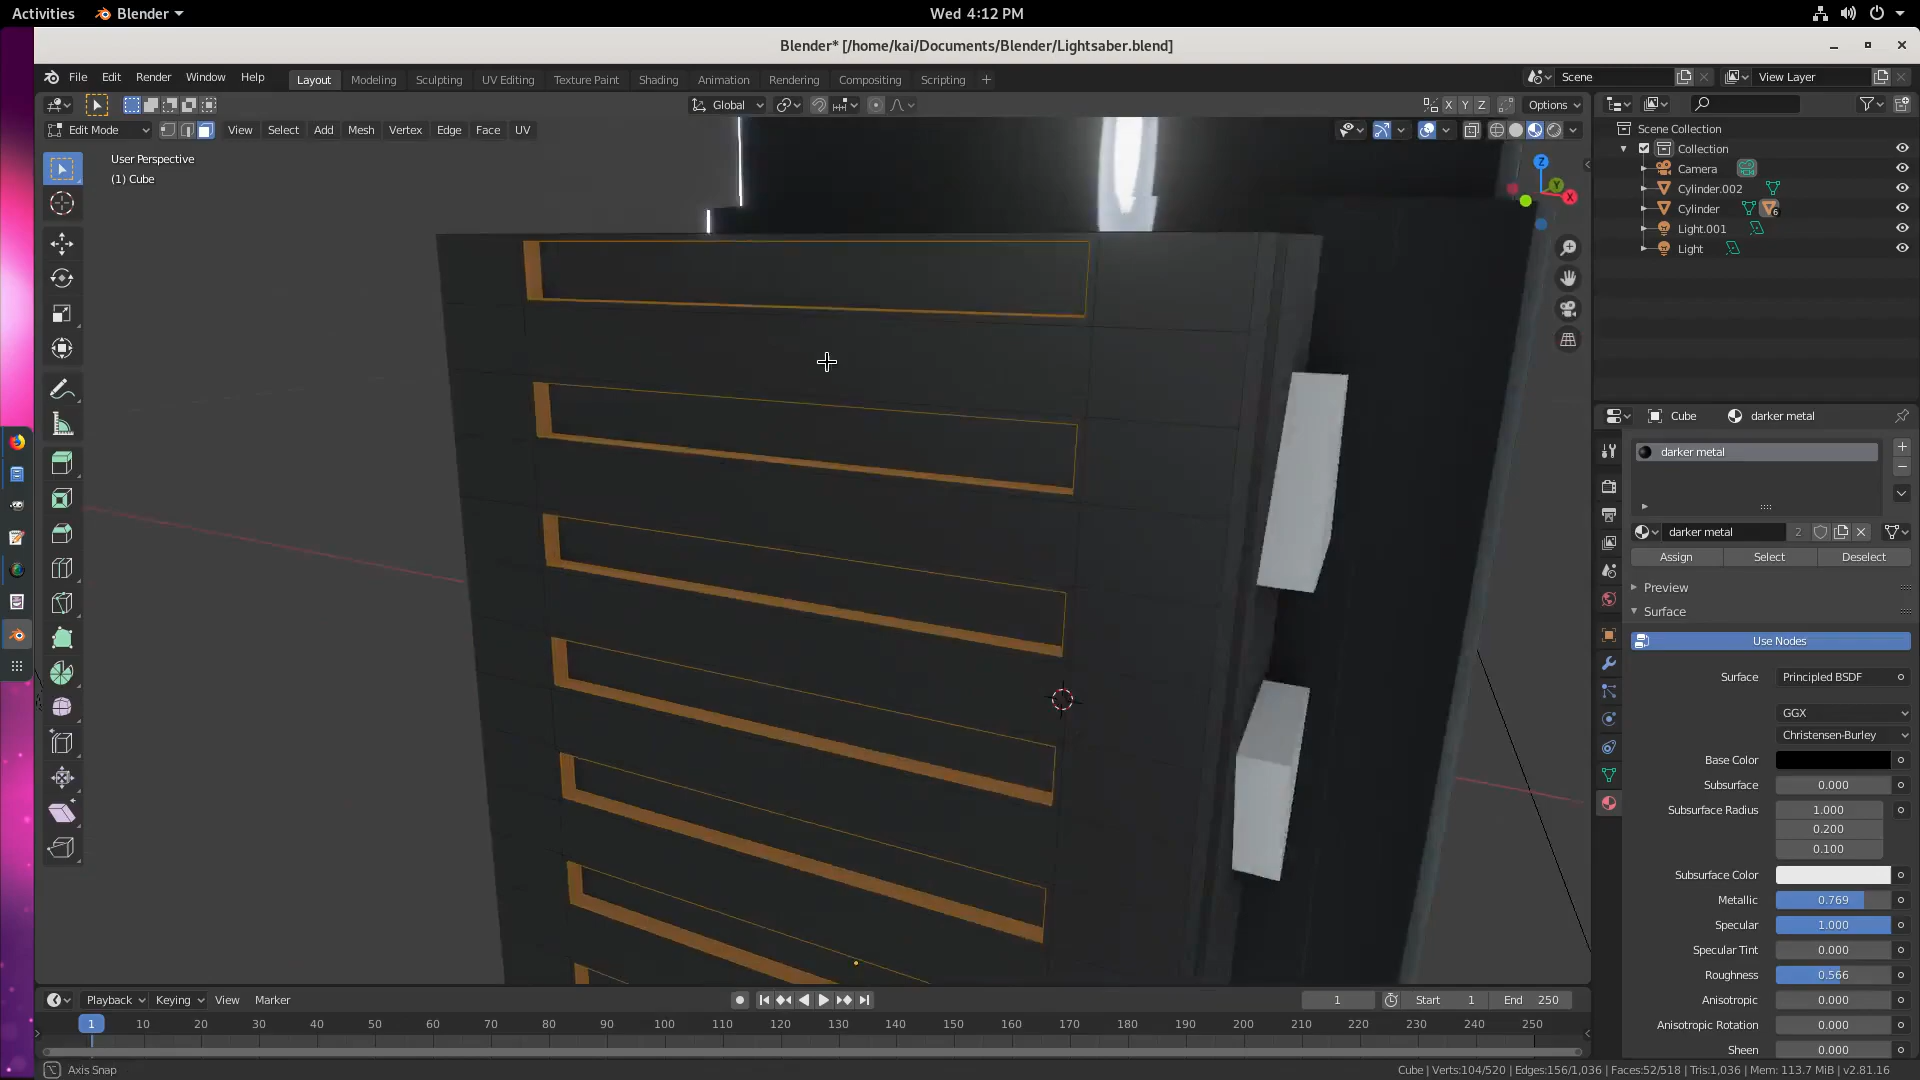 Activities Blender Wed 4:12 PM
Blender* [/home/kai/Documents/Blender/Lightsaber.blend]
File Edit Render Window Help Layout Modeling Sculpting UV Editing Texture Paint Shading Animation Rendering Compositing Scripting + Scene View Layer
Global X Y Z Options
Edit Mode View Select Add Mesh Vertex Edge Face UV
User Perspective
(1) Cube
Z
Y
X
Scene Collection
Collection
Camera
Cylinder.002
Cylinder 6
Light.001
Light
Cube darker metal
darker metal
darker metal 2
Assign Select Deselect
Preview
Surface
Use Nodes
Surface Principled BSDF
GGX
Christensen-Burley
Base Color
Subsurface 0.000
Subsurface Radius 1.000
0.200
0.100
Subsurface Color
Metallic 0.769
Specular 1.000
Specular Tint 0.000
Roughness 0.566
Anisotropic 0.000
Anisotropic Rotation 0.000
Sheen 0.000
Playback Keying View Marker 1 Start 1 End 250
1 10 20 30 40 50 60 70 80 90 100 110 120 130 140 150 160 170 180 190 200 210 220 230 240 250
Axis Snap Cube | Verts:104/520 | Edges:156/1,036 | Faces:52/518 | Tris:1,036 | Mem: 113.7 MiB | v2.81.16